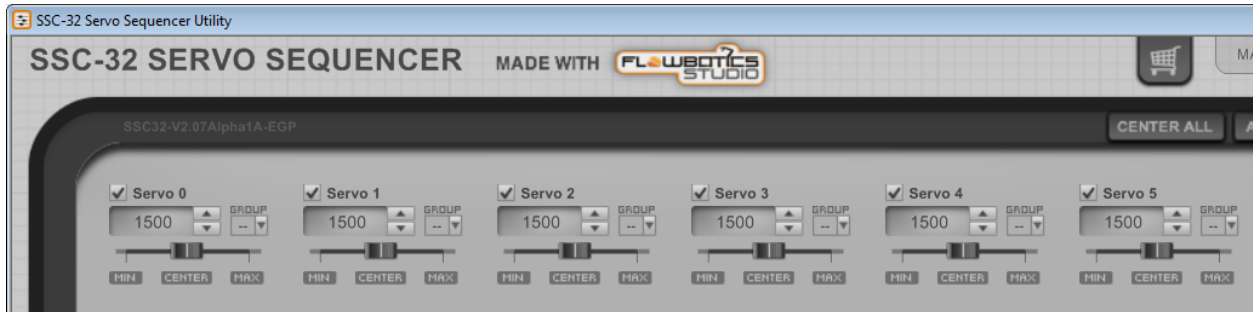 SSC-32 Servo Sequencer Utility
SSC-32 SERVO SEQUENCER MADE WITH FLOWBOTICS STUDIO MA
SSC32-V2.07Alpha1A-EGP CENTER ALL A
Servo 0 Servo 1 Servo 2 Servo 3 Servo 4 Servo 5
1500 GROUP -- 1500 GROUP -- 1500 GROUP -- 1500 GROUP -- 1500 GROUP -- 1500 GROUP --
MIN CENTER MAX MIN CENTER MAX MIN CENTER MAX MIN CENTER MAX MIN CENTER MAX MIN CENTER MAX